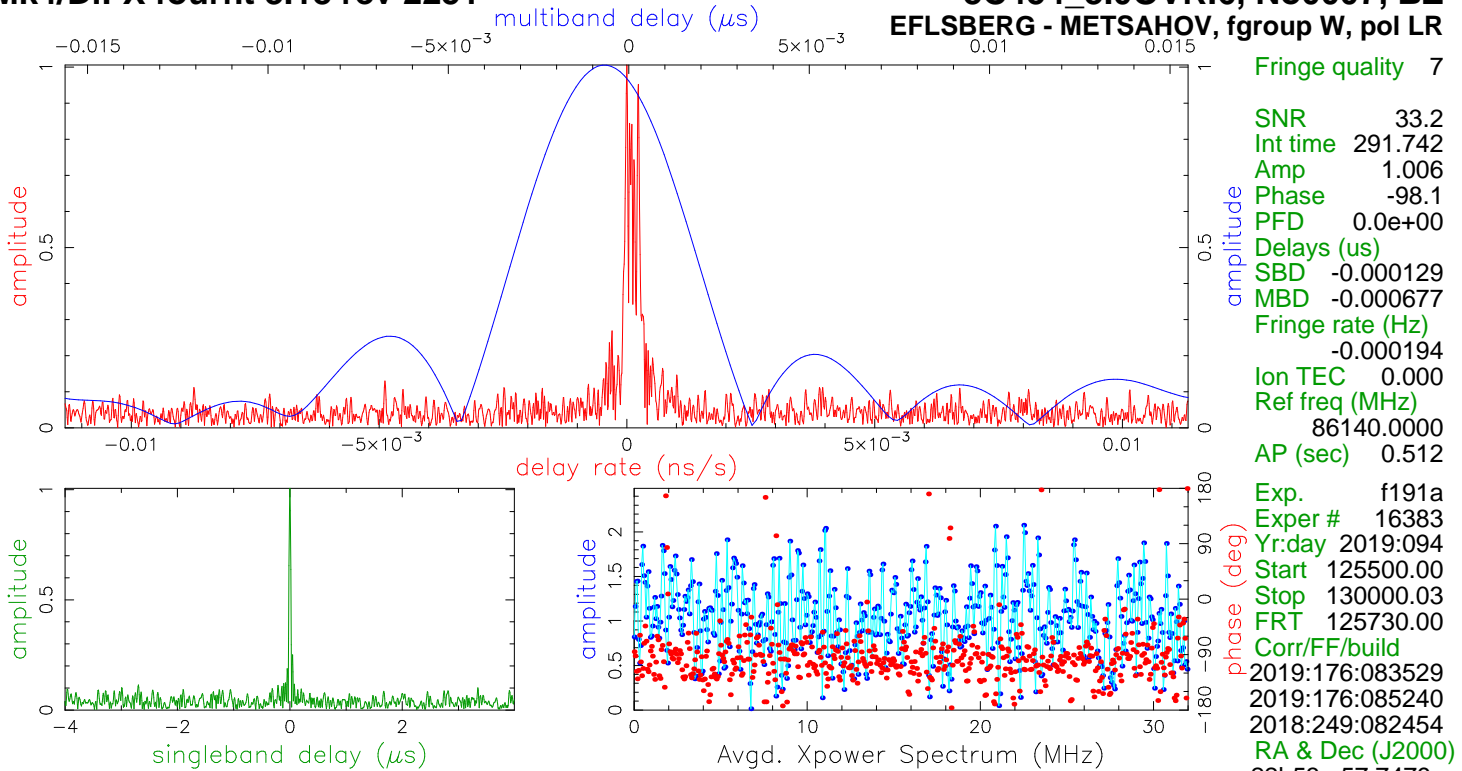 multiband delay (μs)
EFLSBERG - METSAHOV, fgroup W, pol LR
−0.015 −0.01 −5×10⁻³ 0 5×10⁻³ 0.01 0.015
amplitude
0 0.5 1
amplitude
0 0.5 1
−0.01 −5×10⁻³ 0 5×10⁻³ 0.01
delay rate (ns/s)
Fringe quality 7
SNR 33.2
Int time 291.742
Amp 1.006
Phase -98.1
PFD 0.0e+00
Delays (us)
SBD -0.000129
MBD -0.000677
Fringe rate (Hz)
-0.000194
Ion TEC 0.000
Ref freq (MHz)
86140.0000
AP (sec) 0.512
Exp. f191a
Exper # 16383
Yr:day 2019:094
Start 125500.00
Stop 130000.03
FRT 125730.00
Corr/FF/build
2019:176:083529
2019:176:085240
2018:249:082454
RA & Dec (J2000)
amplitude
0 0.5 1
−4 −2 0 2
singleband delay (μs)
amplitude
0 0.5 1 1.5 2
phase (deg)
−180 −90 0 90 180
0 10 20 30
Avgd. Xpower Spectrum (MHz)